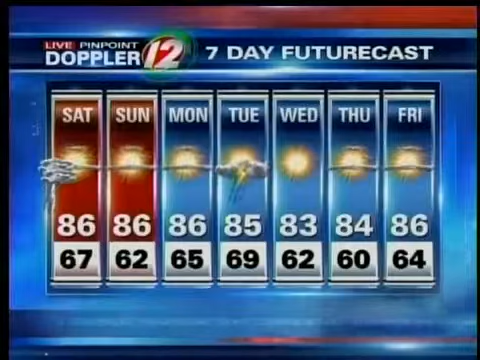 LIVE PINPOINT
DOPPLER 12
7 DAY FUTURECAST
SAT SUN MON TUE WED THU FRI
86 86 86 85 83 84 86
67 62 65 69 62 60 64